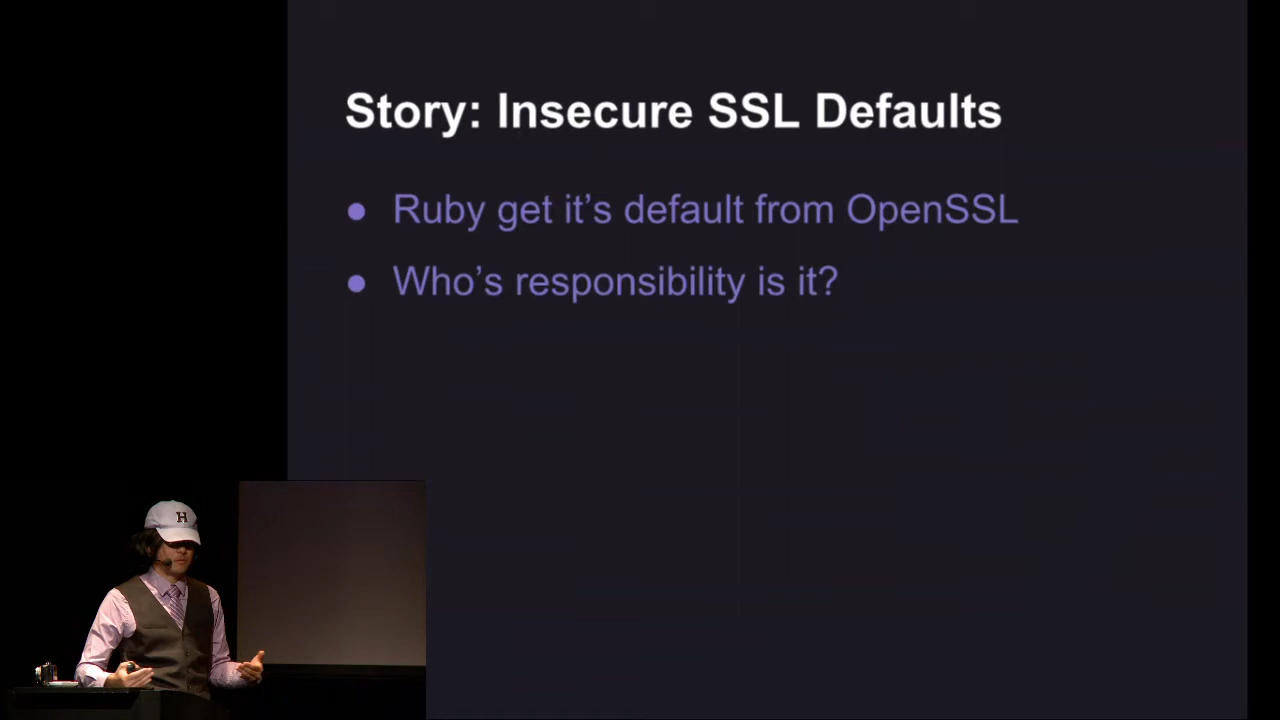 Story: Insecure SSL Defaults
● Ruby get it’s default from OpenSSL
● Who’s responsibility is it?
H